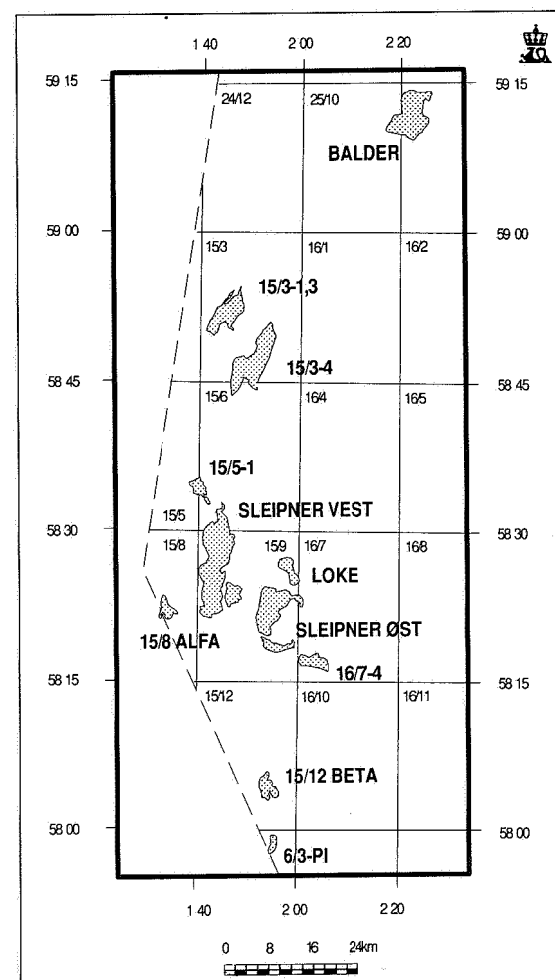 1 40 2 00 2 20
59 15 59 15
24/12 25/10
BALDER
59 00 59 00
15/3 16/1 16/2
15/3-1,3
15/3-4
58 45 58 45
15/6 16/4 16/5
15/5-1
SLEIPNER VEST
15/5
58 30 58 30
15/8 15/9 16/7 16/8
LOKE
SLEIPNER ØST
15/8 ALFA
16/7-4
58 15 58 15
15/12 16/10 16/11
15/12 BETA
58 00 58 00
6/3-PI
1 40 2 00 2 20
0 8 16 24km